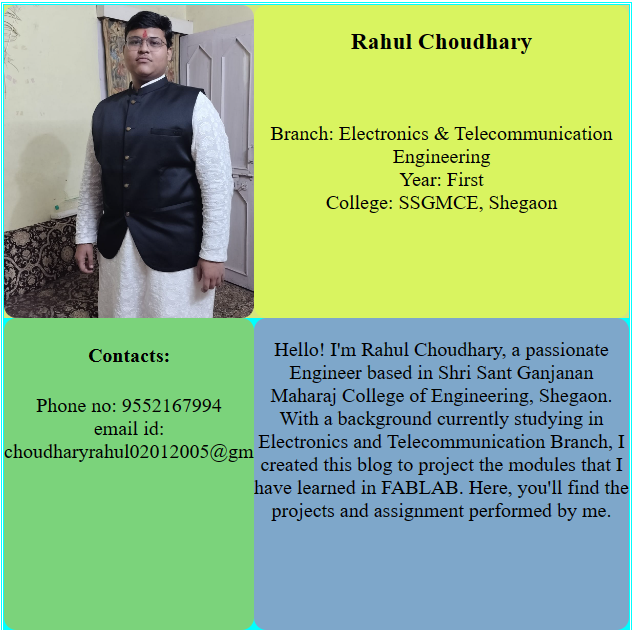 Rahul Choudhary
Branch: Electronics & Telecommunication
Engineering
Year: First
College: SSGMCE, Shegaon
Contacts:
Phone no: 9552167994
email id:
choudharyrahul02012005@gm
Hello! I'm Rahul Choudhary, a passionate
Engineer based in Shri Sant Ganjanan
Maharaj College of Engineering, Shegaon.
With a background currently studying in
Electronics and Telecommunication Branch, I
created this blog to project the modules that I
have learned in FABLAB. Here, you'll find the
projects and assignment performed by me.